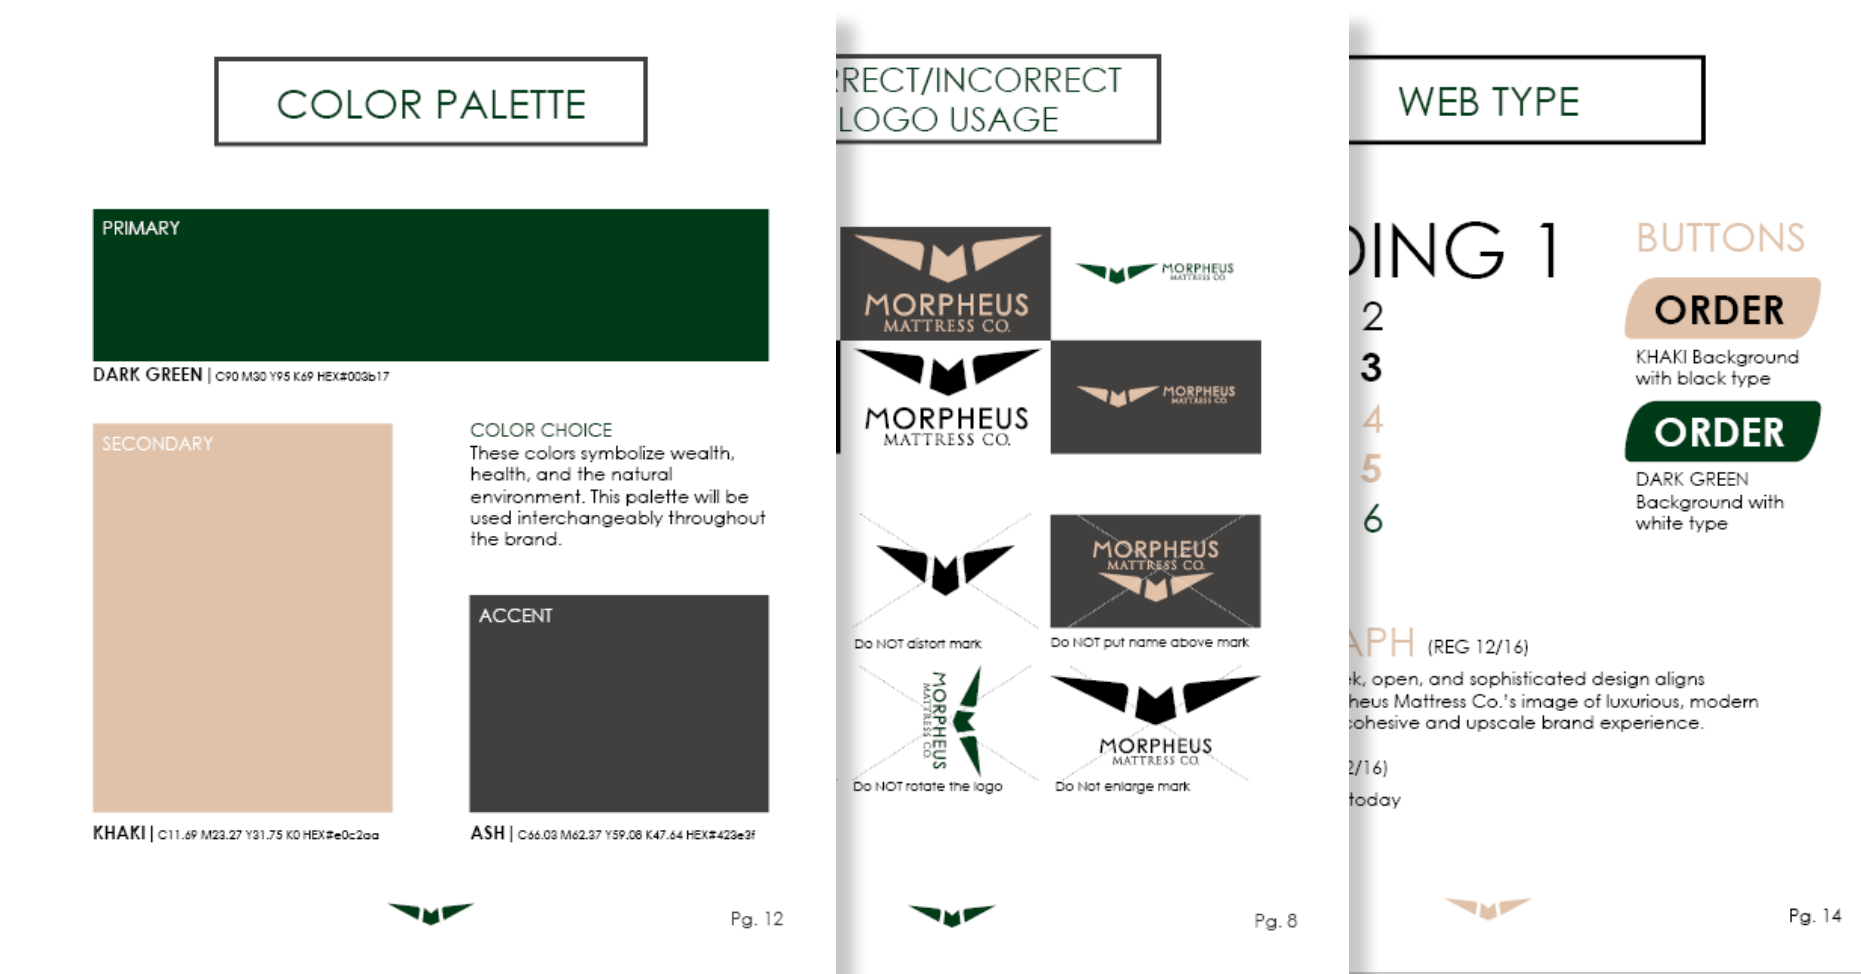 COLOR PALETTE
PRIMARY
DARK GREEN | C90 M30 Y95 K69 HEX#003b17
SECONDARY
COLOR CHOICE
These colors symbolize wealth,
health, and the natural
environment. This palette will be
used interchangeably throughout
the brand.
ACCENT
KHAKI | C11.69 M23.27 Y31.75 K0 HEX#e0c2aa
ASH | C66.03 M62.37 Y59.08 K47.64 HEX#423e3f
Pg. 12
RRECT/INCORRECT
LOGO USAGE
MORPHEUS
MATTRESS CO.
MORPHEUS
MATTRESS CO.
MORPHEUS
MATTRESS CO.
MORPHEUS
MATTRESS CO.
MORPHEUS
MATTRESS CO.
Do NOT distort mark
Do NOT put name above mark
MORPHEUS
MATTRESS CO.
MORPHEUS
MATTRESS CO.
Do NOT rotate the logo
Do Not enlarge mark
Pg. 8
WEB TYPE
DING 1
2
3
4
5
6
BUTTONS
ORDER
KHAKI Background
with black type
ORDER
DARK GREEN
Background with
white type
APH (REG 12/16)
ek, open, and sophisticated design aligns
heus Mattress Co.'s image of luxurious, modern
cohesive and upscale brand experience.
2/16)
today
Pg. 14